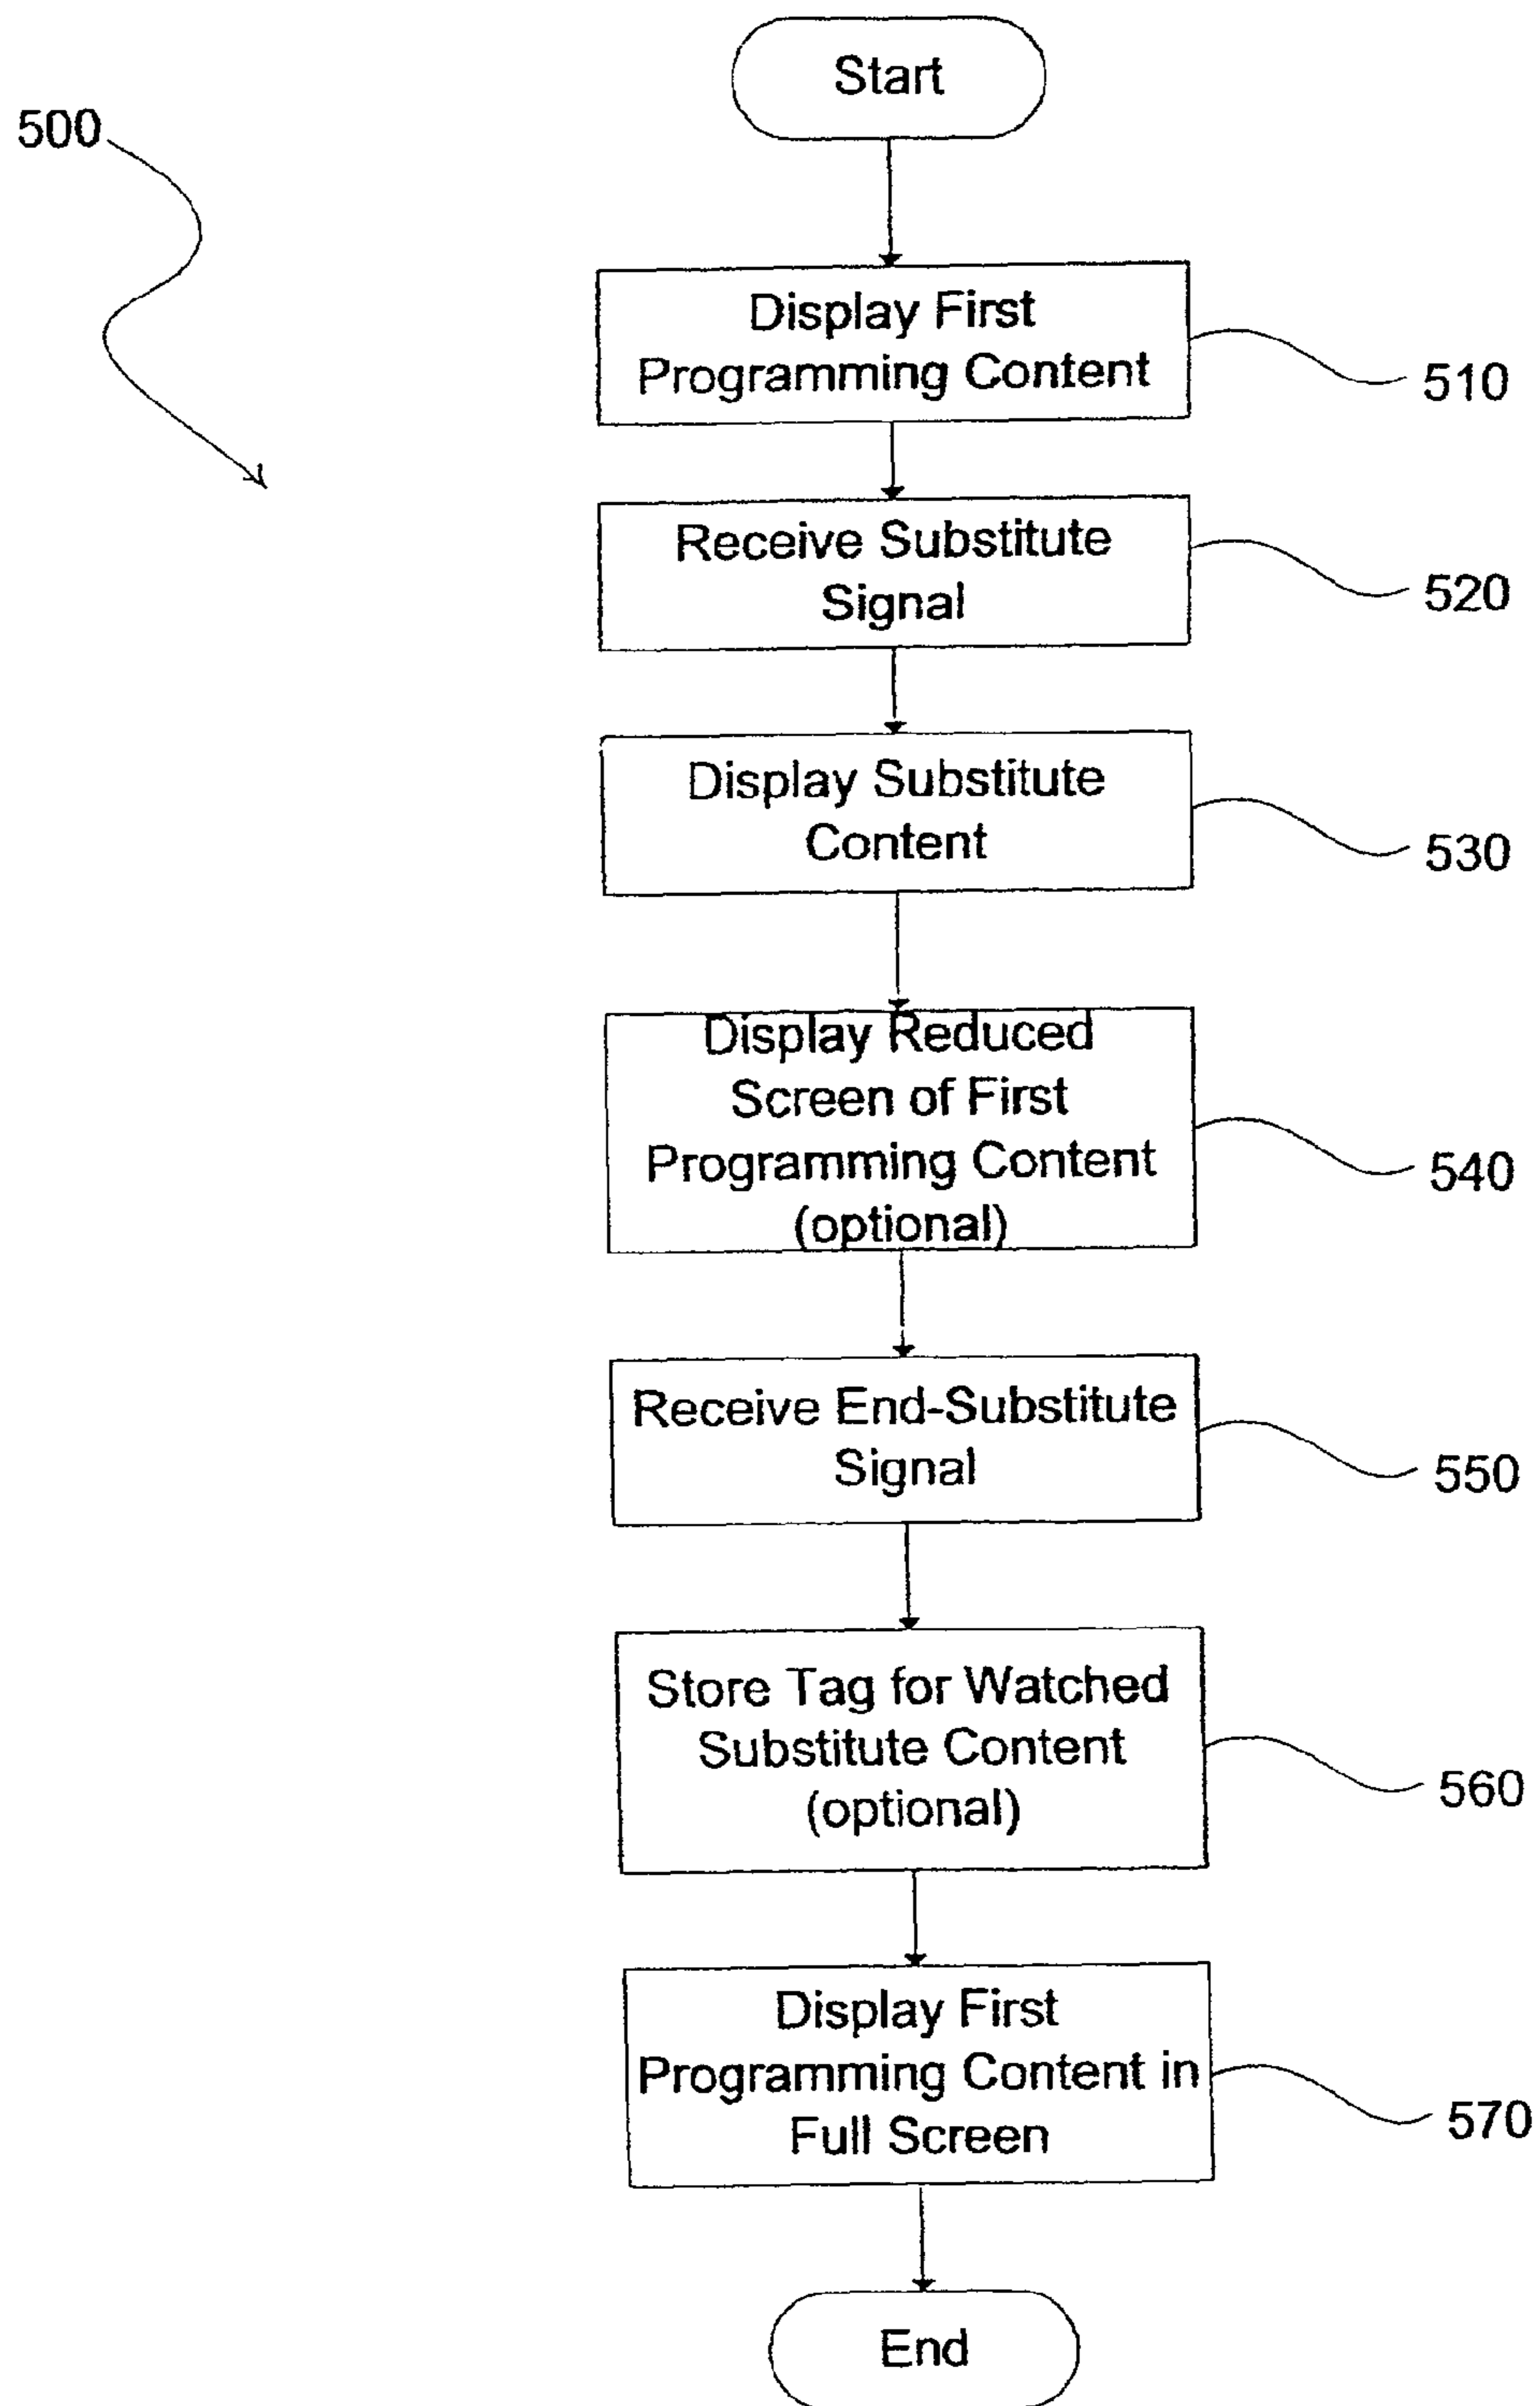 Start
500
Display First
Programming Content
510
Receive Substitute
Signal
520
Display Substitute
Content
530
Display Reduced
Screen of First
Programming Content
(optional)
540
Receive End-Substitute
Signal
550
Store Tag for Watched
Substitute Content
(optional)
560
Display First
Programming Content in
Full Screen
570
End